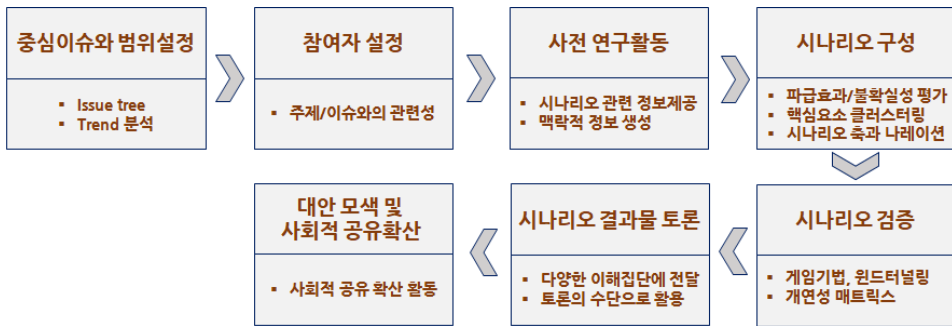 중심이슈와 범위설정
▪ Issue tree
▪ Trend 분석
참여자 설정
▪ 주제/이슈와의 관련성
사전 연구활동
▪ 시나리오 관련 정보제공
▪ 맥락적 정보 생성
시나리오 구성
▪ 파급효과/불확실성 평가
▪ 핵심요소 클러스터링
▪ 시나리오 축과 나레이션
시나리오 검증
▪ 게임기법, 윈드터널링
▪ 개연성 매트릭스
시나리오 결과물 토론
▪ 다양한 이해집단에 전달
▪ 토론의 수단으로 활용
대안 모색 및
사회적 공유확산
▪ 사회적 공유 확산 활동